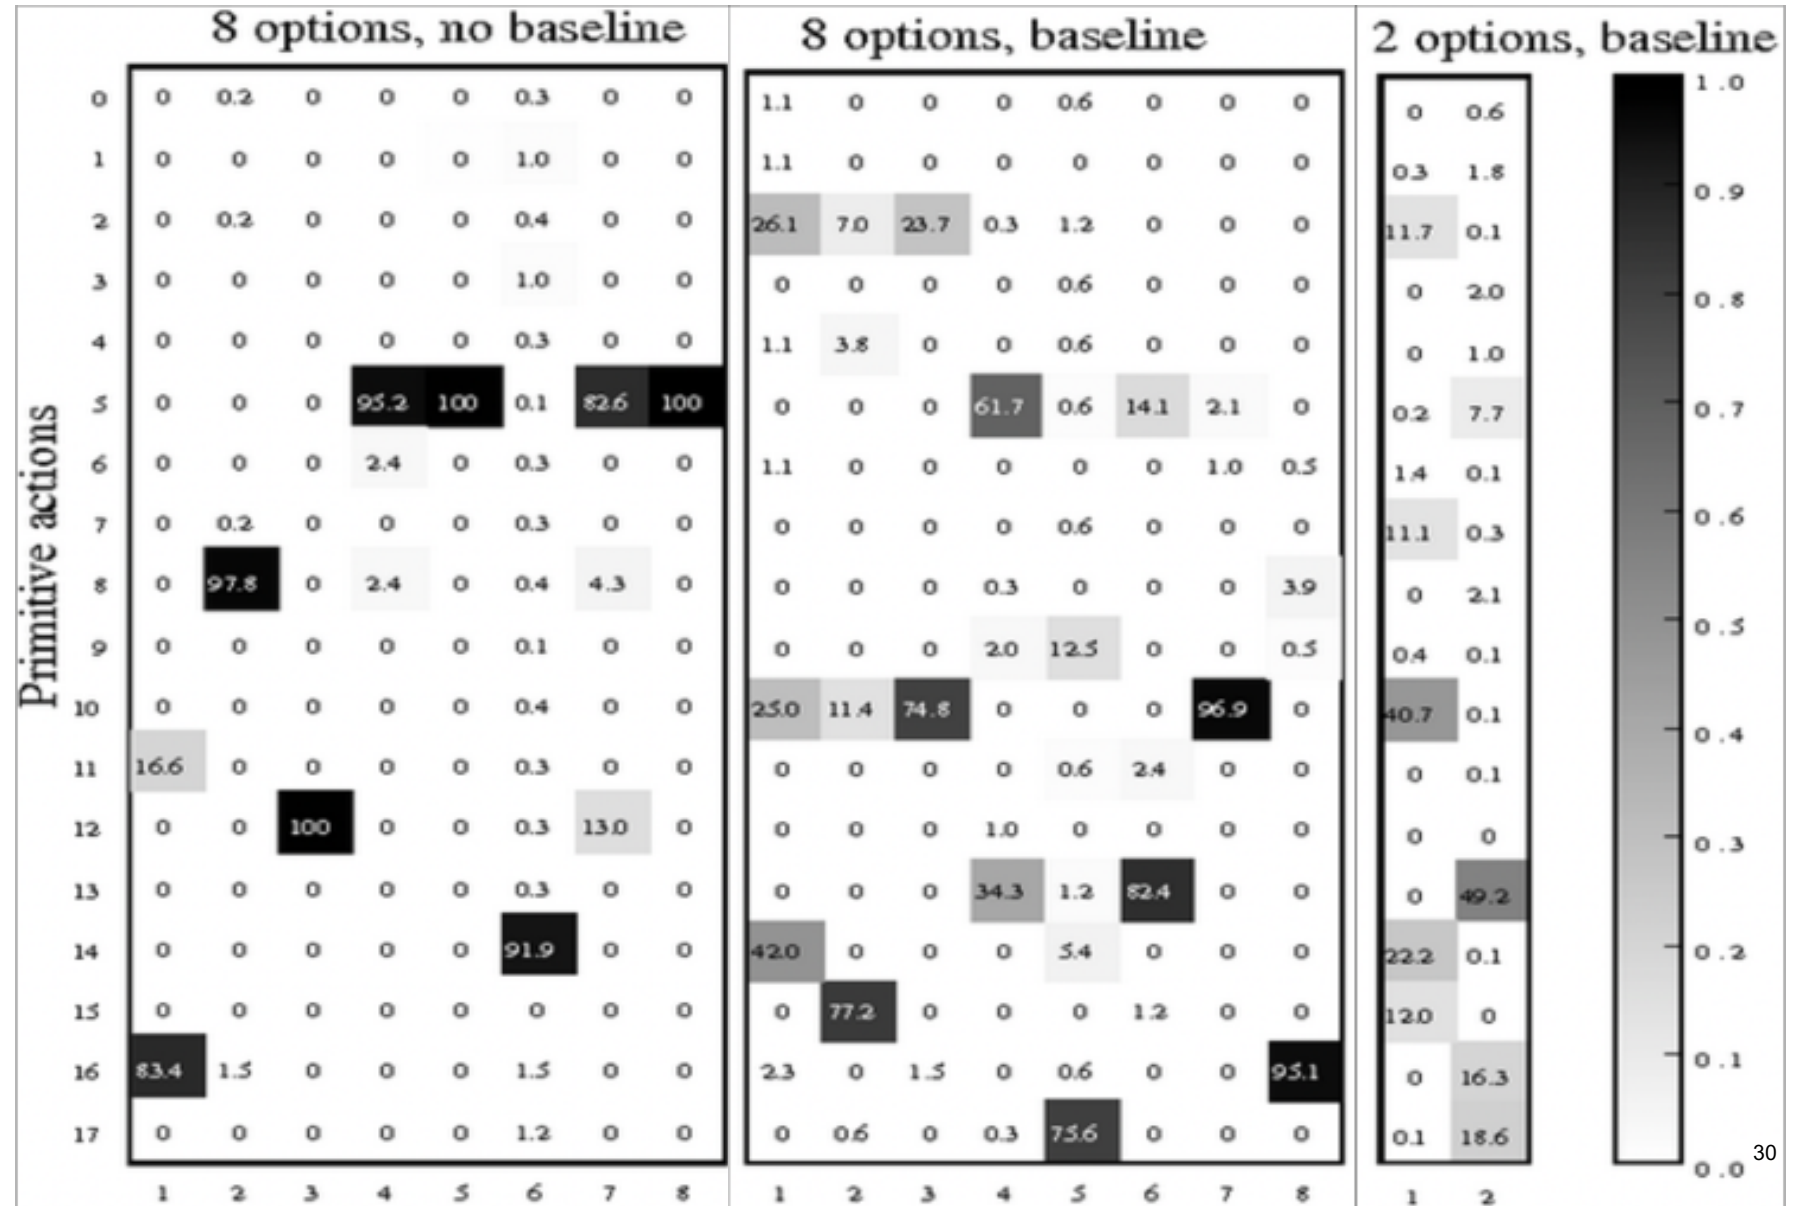 8 options, no baseline
8 options, baseline
2 options, baseline
Primitive actions
0 0 0.2 0 0 0 0.3 0 0 1.1 0 0 0 0.6 0 0 0 0 0.6
1 0 0 0 0 0 1.0 0 0 1.1 0 0 0 0 0 0 0 0.3 1.8
2 0 0.2 0 0 0 0.4 0 0 26.1 7.0 23.7 0.3 1.2 0 0 0 11.7 0.1
3 0 0 0 0 0 1.0 0 0 0 0 0 0 0.6 0 0 0 0 2.0
4 0 0 0 0 0 0.3 0 0 1.1 3.8 0 0 0.6 0 0 0 0 1.0
5 0 0 0 95.2 100 0.1 82.6 100 0 0 0 61.7 0.6 14.1 2.1 0 0.2 7.7
6 0 0 0 2.4 0 0.3 0 0 1.1 0 0 0 0 0 1.0 0.5 1.4 0.1
7 0 0.2 0 0 0 0.3 0 0 0 0 0 0 0.6 0 0 0 11.1 0.3
8 0 97.8 0 2.4 0 0.4 4.3 0 0 0 0 0.3 0 0 0 3.9 0 2.1
9 0 0 0 0 0 0.1 0 0 0 0 0 2.0 12.5 0 0 0.5 0.4 0.1
10 0 0 0 0 0 0.4 0 0 25.0 11.4 74.8 0 0 0 96.9 0 40.7 0.1
11 16.6 0 0 0 0 0.3 0 0 0 0 0 0 0.6 2.4 0 0 0 0.1
12 0 0 100 0 0 0.3 13.0 0 0 0 0 1.0 0 0 0 0 0 0
13 0 0 0 0 0 0.3 0 0 0 0 0 34.3 1.2 82.4 0 0 0 49.2
14 0 0 0 0 0 91.9 0 0 42.0 0 0 0 5.4 0 0 0 22.2 0.1
15 0 0 0 0 0 0 0 0 0 77.2 0 0 0 1.2 0 0 12.0 0
16 83.4 1.5 0 0 0 1.5 0 0 2.3 0 1.5 0 0.6 0 0 95.1 0 16.3
17 0 0 0 0 0 1.2 0 0 0 0.6 0 0.3 75.6 0 0 0 0.1 18.6
1 2 3 4 5 6 7 8 1 2 3 4 5 6 7 8 1 2
1.0
0.9
0.8
0.7
0.6
0.5
0.4
0.3
0.2
0.1
0.0
30